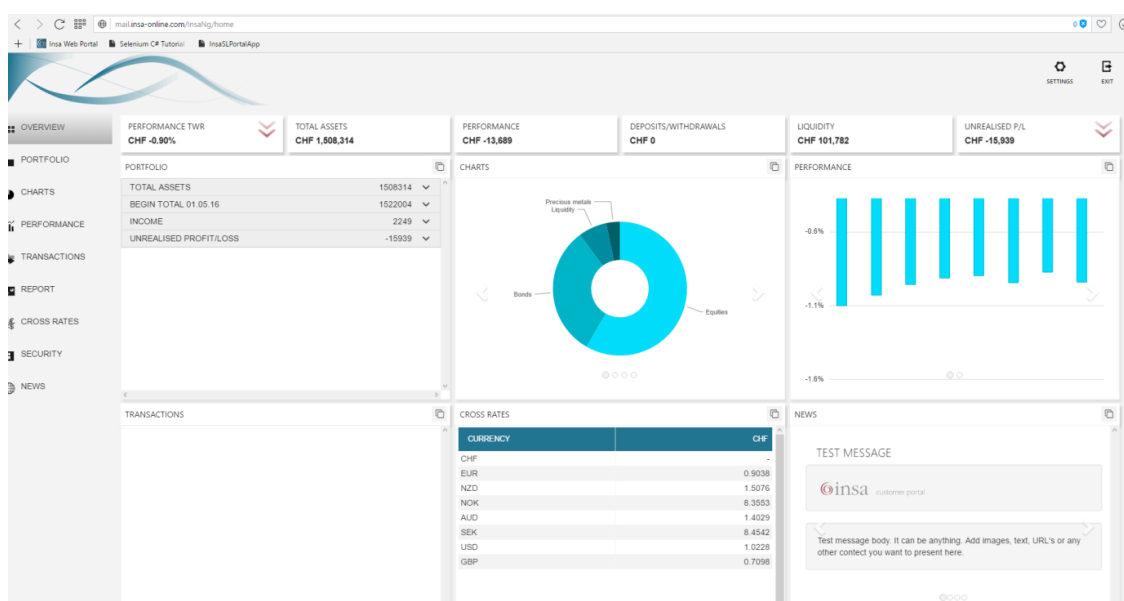 mail.insa-online.com/InsaNg/home
0
Insa Web Portal
Selenium C# Tutorial
InsaSLPortalApp
SETTINGS
EXIT
OVERVIEW
PORTFOLIO
CHARTS
PERFORMANCE
TRANSACTIONS
REPORT
CROSS RATES
SECURITY
NEWS
PERFORMANCE TWR
CHF -0.90%
TOTAL ASSETS
CHF 1,508,314
PERFORMANCE
CHF -13,689
DEPOSITS/WITHDRAWALS
CHF 0
LIQUIDITY
CHF 101,782
UNREALISED P/L
CHF -15,939
PORTFOLIO
TOTAL ASSETS 1508314
BEGIN TOTAL 01.05.16 1522004
INCOME 2249
UNREALISED PROFIT/LOSS -15939
CHARTS
Precious metals
Liquidity
Bonds
Equities
PERFORMANCE
-0.6%
-1.1%
-1.6%
TRANSACTIONS
CROSS RATES
CURRENCY CHF
CHF -
EUR 0.9038
NZD 1.5076
NOK 8.3553
AUD 1.4029
SEK 8.4542
USD 1.0228
GBP 0.7098
NEWS
TEST MESSAGE
insa customer portal
Test message body. It can be anything. Add images, text, URL's or any
other contect you want to present here.